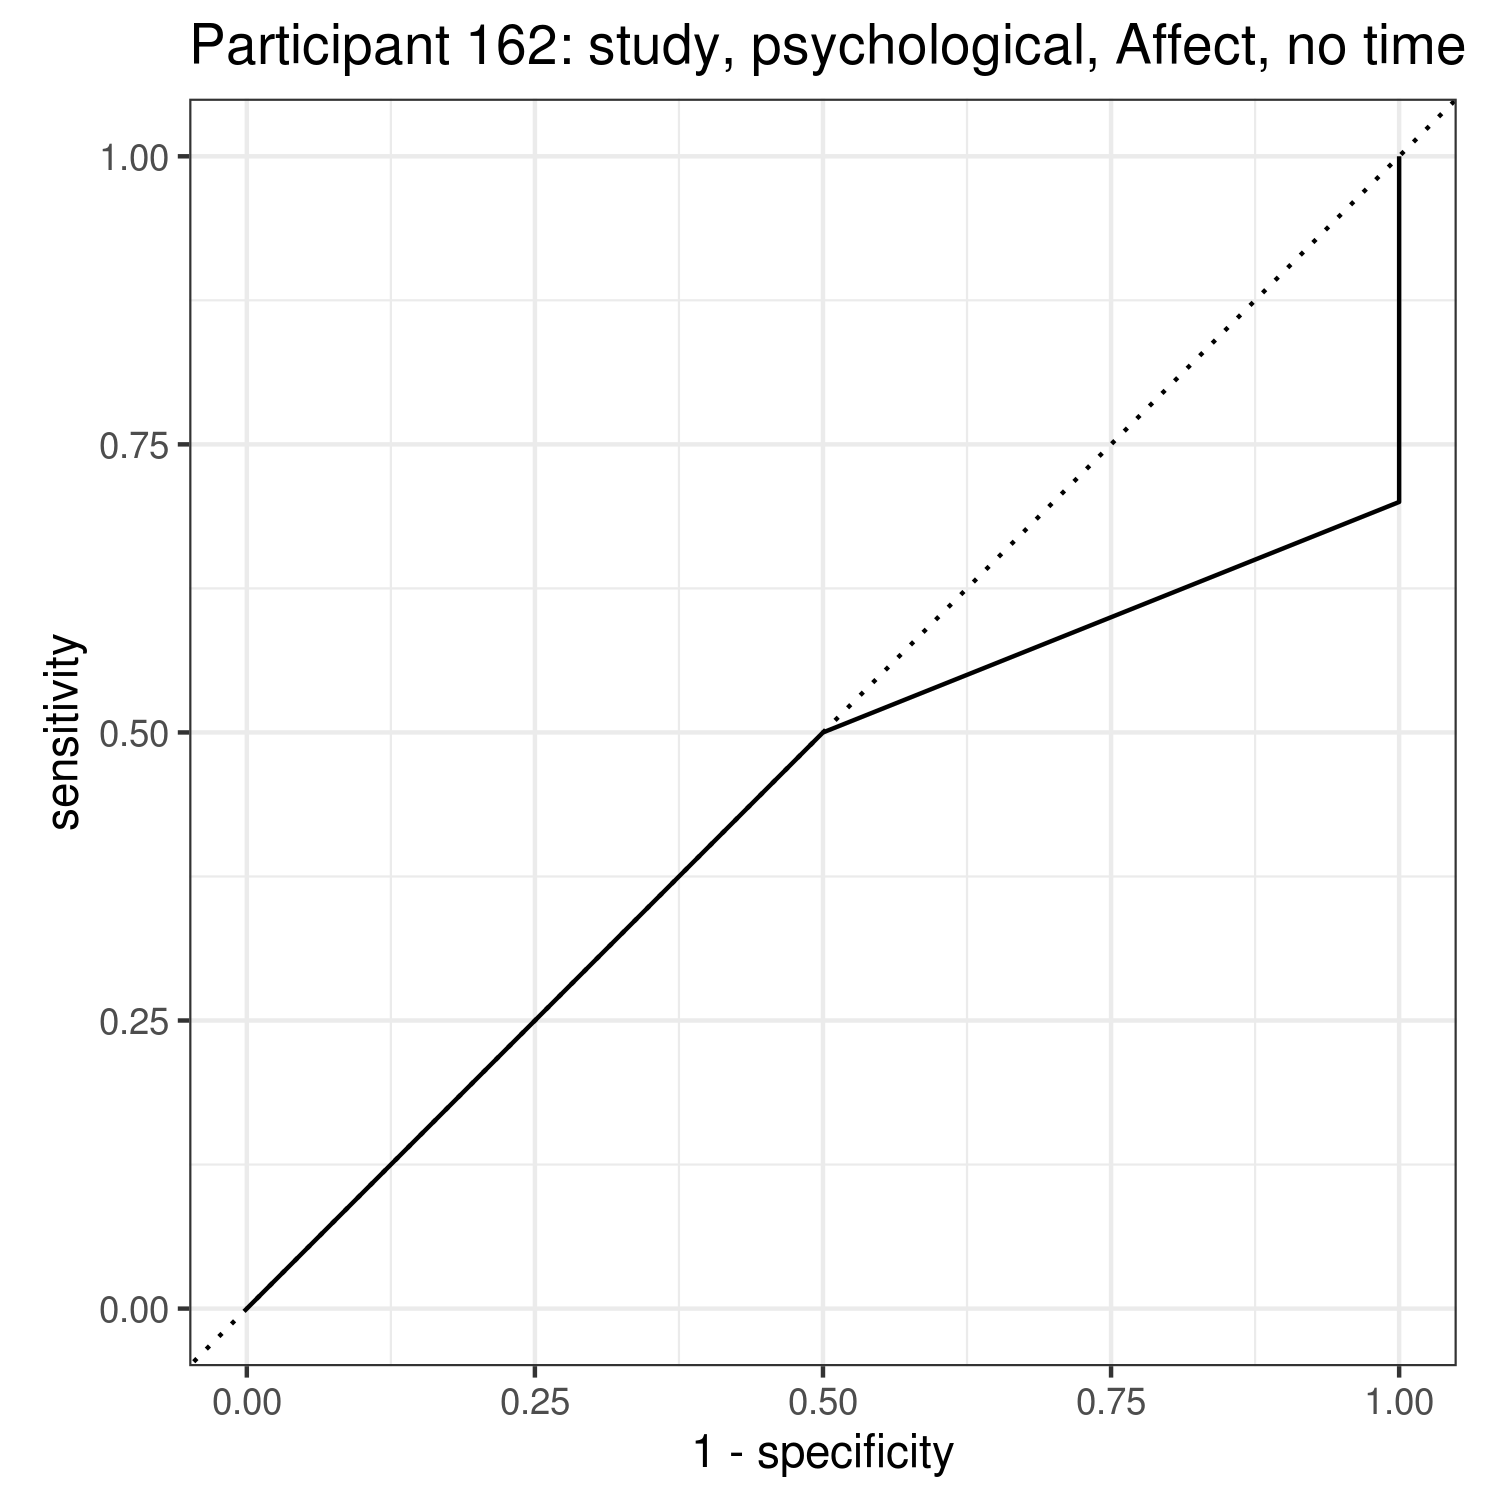 Participant 162: study, psychological, Affect, no time
1.00
0.75
0.50
0.25
0.00
sensitivity
0.00 0.25 0.50 0.75 1.00
1 - specificity